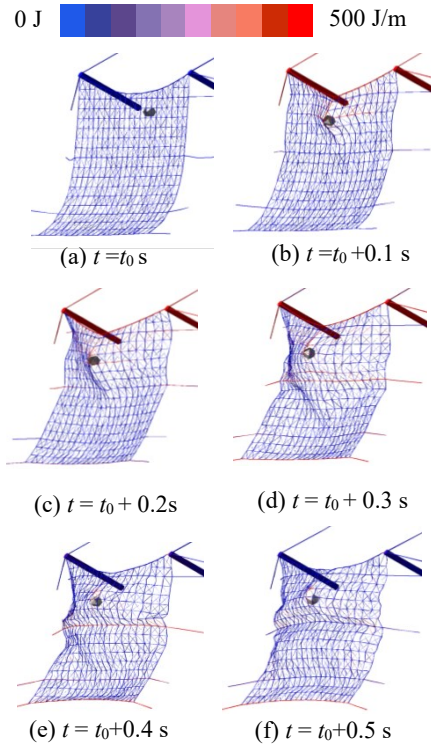 0 J 500 J/m
(a) t =t0 s (b) t=t0 +0.1 s
(c) t = t0 + 0.2s (d) t = t0 + 0.3 s
(e) t = t0+0.4 s (f) t = t0+0.5 s